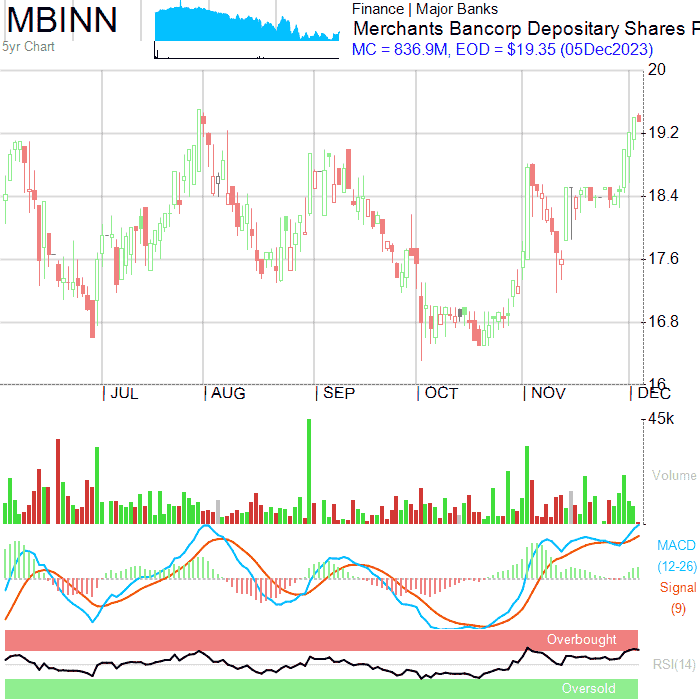 MBINN
5yr Chart
Finance | Major Banks
Merchants Bancorp Depositary Shares P
MC = 836.9M, EOD = $19.35 (05Dec2023)
20
19.2
18.4
17.6
16.8
16
JUL
AUG
SEP
OCT
NOV
DEC
45k
Volume
MACD
(12-26)
Signal
(9)
Overbought
RSI(14)
Oversold